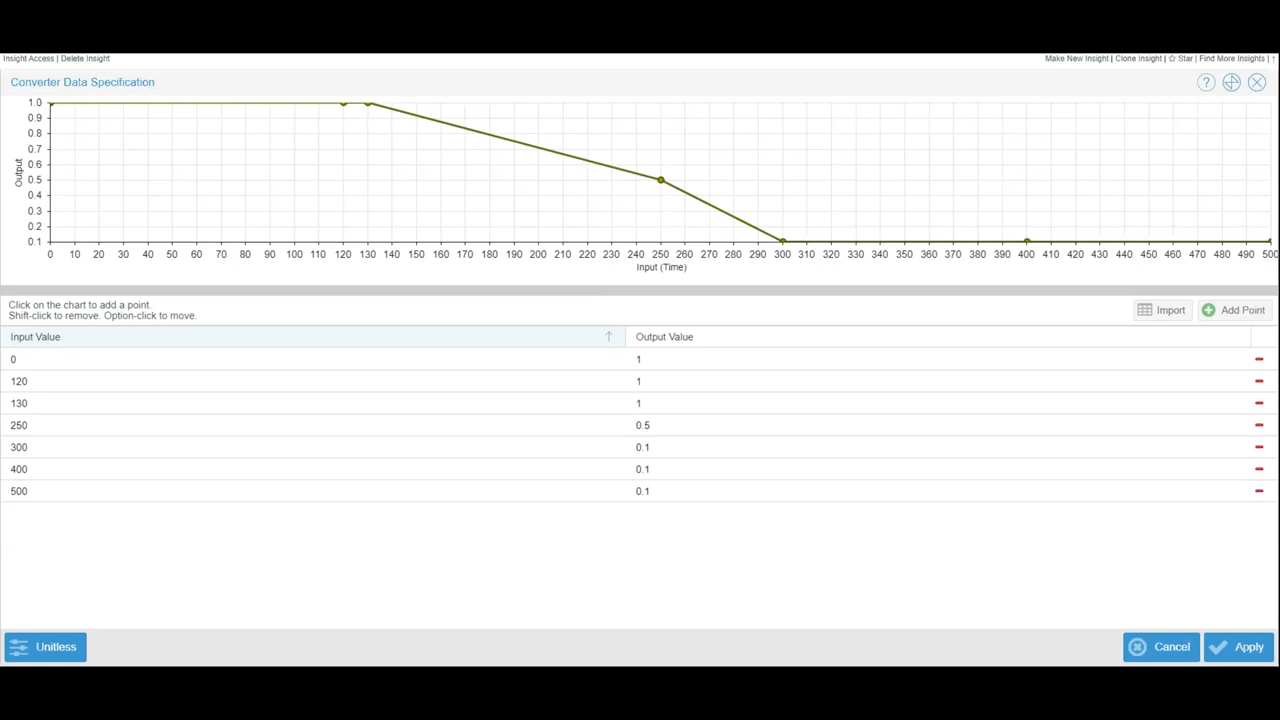 Insight Access | Delete Insight
Make New Insight | Clone Insight | ☆ Star | Find More Insights | ↑
Converter Data Specification
?
1.0
0.9
0.8
0.7
0.6
0.5
0.4
0.3
0.2
0.1
Output
0 10 20 30 40 50 60 70 80 90 100 110 120 130 140 150 160 170 180 190 200 210 220 230 240 250 260 270 280 290 300 310 320 330 340 350 360 370 380 390 400 410 420 430 440 450 460 470 480 490 500
Input (Time)
Click on the chart to add a point.
Shift-click to remove. Option-click to move.
Import
Add Point
Input Value ↑ Output Value
0 1
120 1
130 1
250 0.5
300 0.1
400 0.1
500 0.1
Unitless
Cancel
Apply